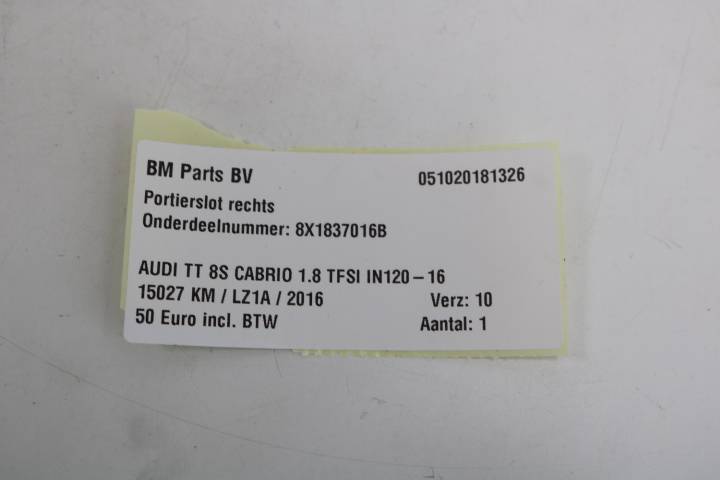 BM Parts BV 051020181326
Portierslot rechts
Onderdeelnummer: 8X1837016B
AUDI TT 8S CABRIO 1.8 TFSI IN120-16
15027 KM / LZ1A / 2016 Verz: 10
50 Euro incl. BTW Aantal: 1